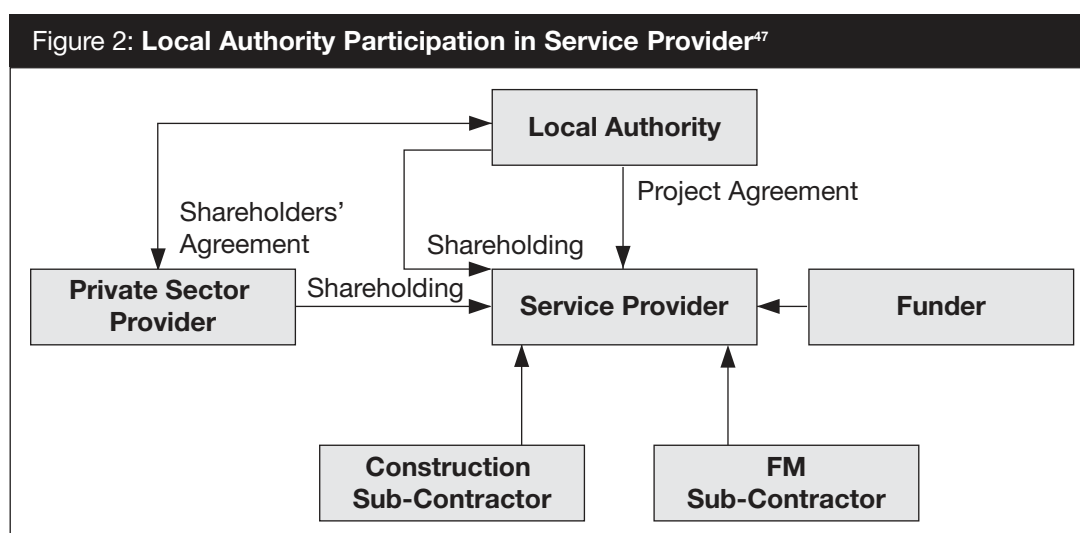 Figure 2: Local Authority Participation in Service Provider⁴⁷
Local Authority
Project Agreement
Shareholders’
Agreement
Shareholding
Private Sector
Provider
Shareholding
Service Provider
Funder
Construction
Sub-Contractor
FM
Sub-Contractor